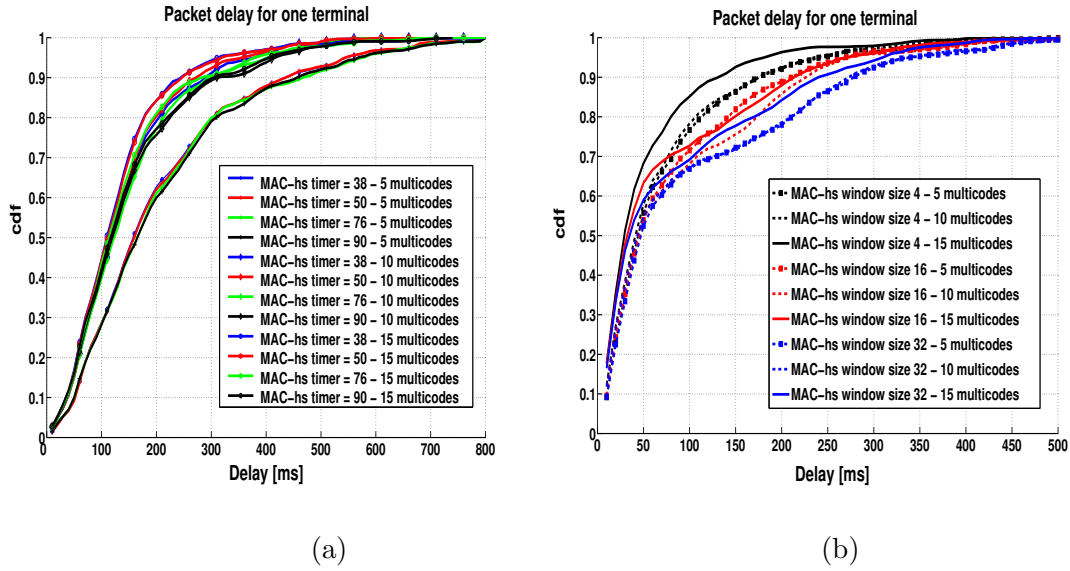 Packet delay for one terminal
1
0.9
0.8
0.7
0.6
0.5
0.4
0.3
0.2
0.1
0
cdf
MAC−hs timer = 38 − 5 multicodes
MAC−hs timer = 50 − 5 multicodes
MAC−hs timer = 76 − 5 multicodes
MAC−hs timer = 90 − 5 multicodes
MAC−hs timer = 38 − 10 multicodes
MAC−hs timer = 50 − 10 multicodes
MAC−hs timer = 76 − 10 multicodes
MAC−hs timer = 90 − 10 multicodes
MAC−hs timer = 38 − 15 multicodes
MAC−hs timer = 50 − 15 multicodes
MAC−hs timer = 76 − 15 multicodes
MAC−hs timer = 90 − 15 multicodes
0 100 200 300 400 500 600 700 800
Delay [ms]
(a)
Packet delay for one terminal
1
0.9
0.8
0.7
0.6
0.5
0.4
0.3
0.2
0.1
0
cdf
MAC−hs window size 4 − 5 multicodes
MAC−hs window size 4 − 10 multicodes
MAC−hs window size 4 − 15 multicodes
MAC−hs window size 16 − 5 multicodes
MAC−hs window size 16 − 10 multicodes
MAC−hs window size 16 − 15 multicodes
MAC−hs window size 32 − 5 multicodes
MAC−hs window size 32 − 10 multicodes
MAC−hs window size 32 − 15 multicodes
0 50 100 150 200 250 300 350 400 450 500
Delay [ms]
(b)